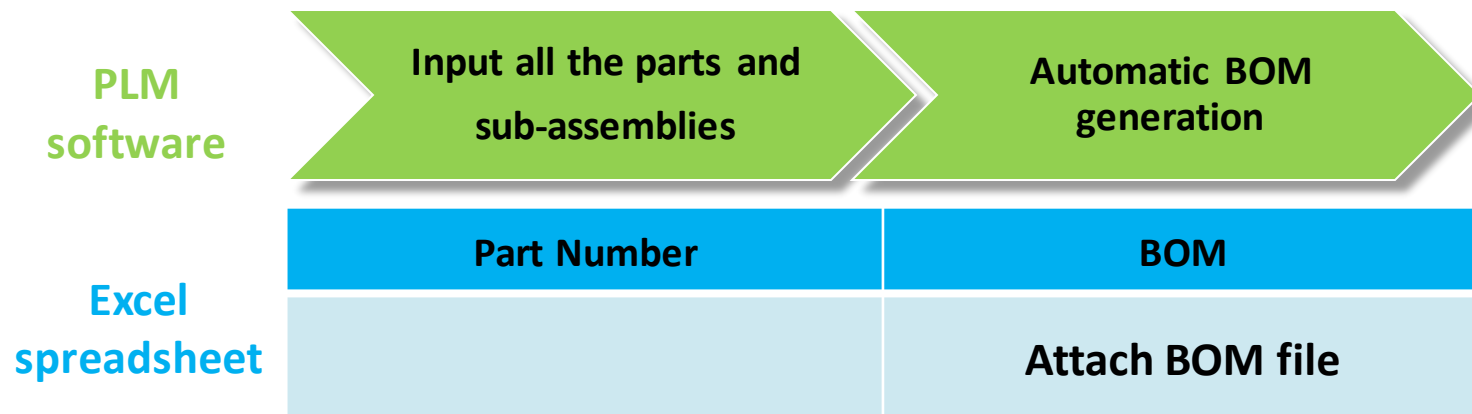 PLM
software
Input all the parts and
sub-assemblies
Automatic BOM
generation
Excel
spreadsheet
Part Number
BOM
Attach BOM file